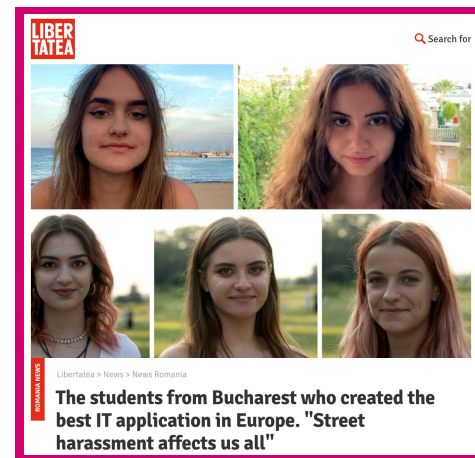 LIBER
TATEA
Search for
ROMANIA NEWS
Libertatea > News > News Romania
The students from Bucharest who created the
best IT application in Europe. "Street
harassment affects us all"